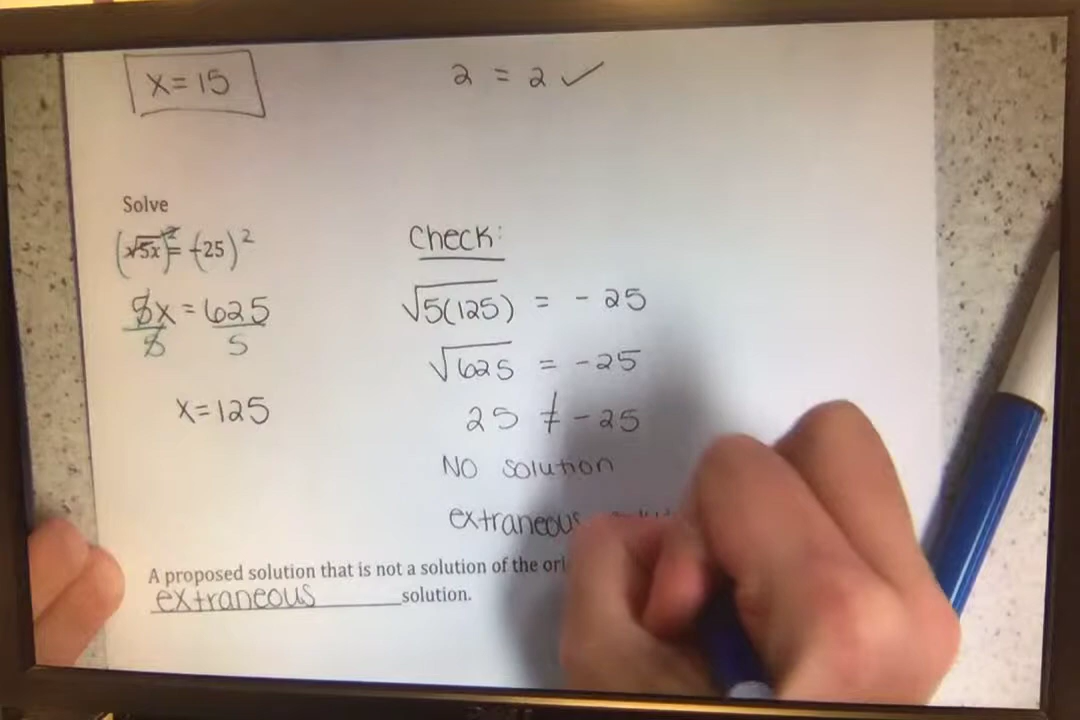 x=15
2 = 2 ✓
Solve
(√5x)² = (-25)²
5x = 625
5 5
x=125
Check:
√5(125) = - 25
√625 = -25
25 ≠ -25
NO solution
extraneous
A proposed solution that is not a solution of the
extraneous solution.